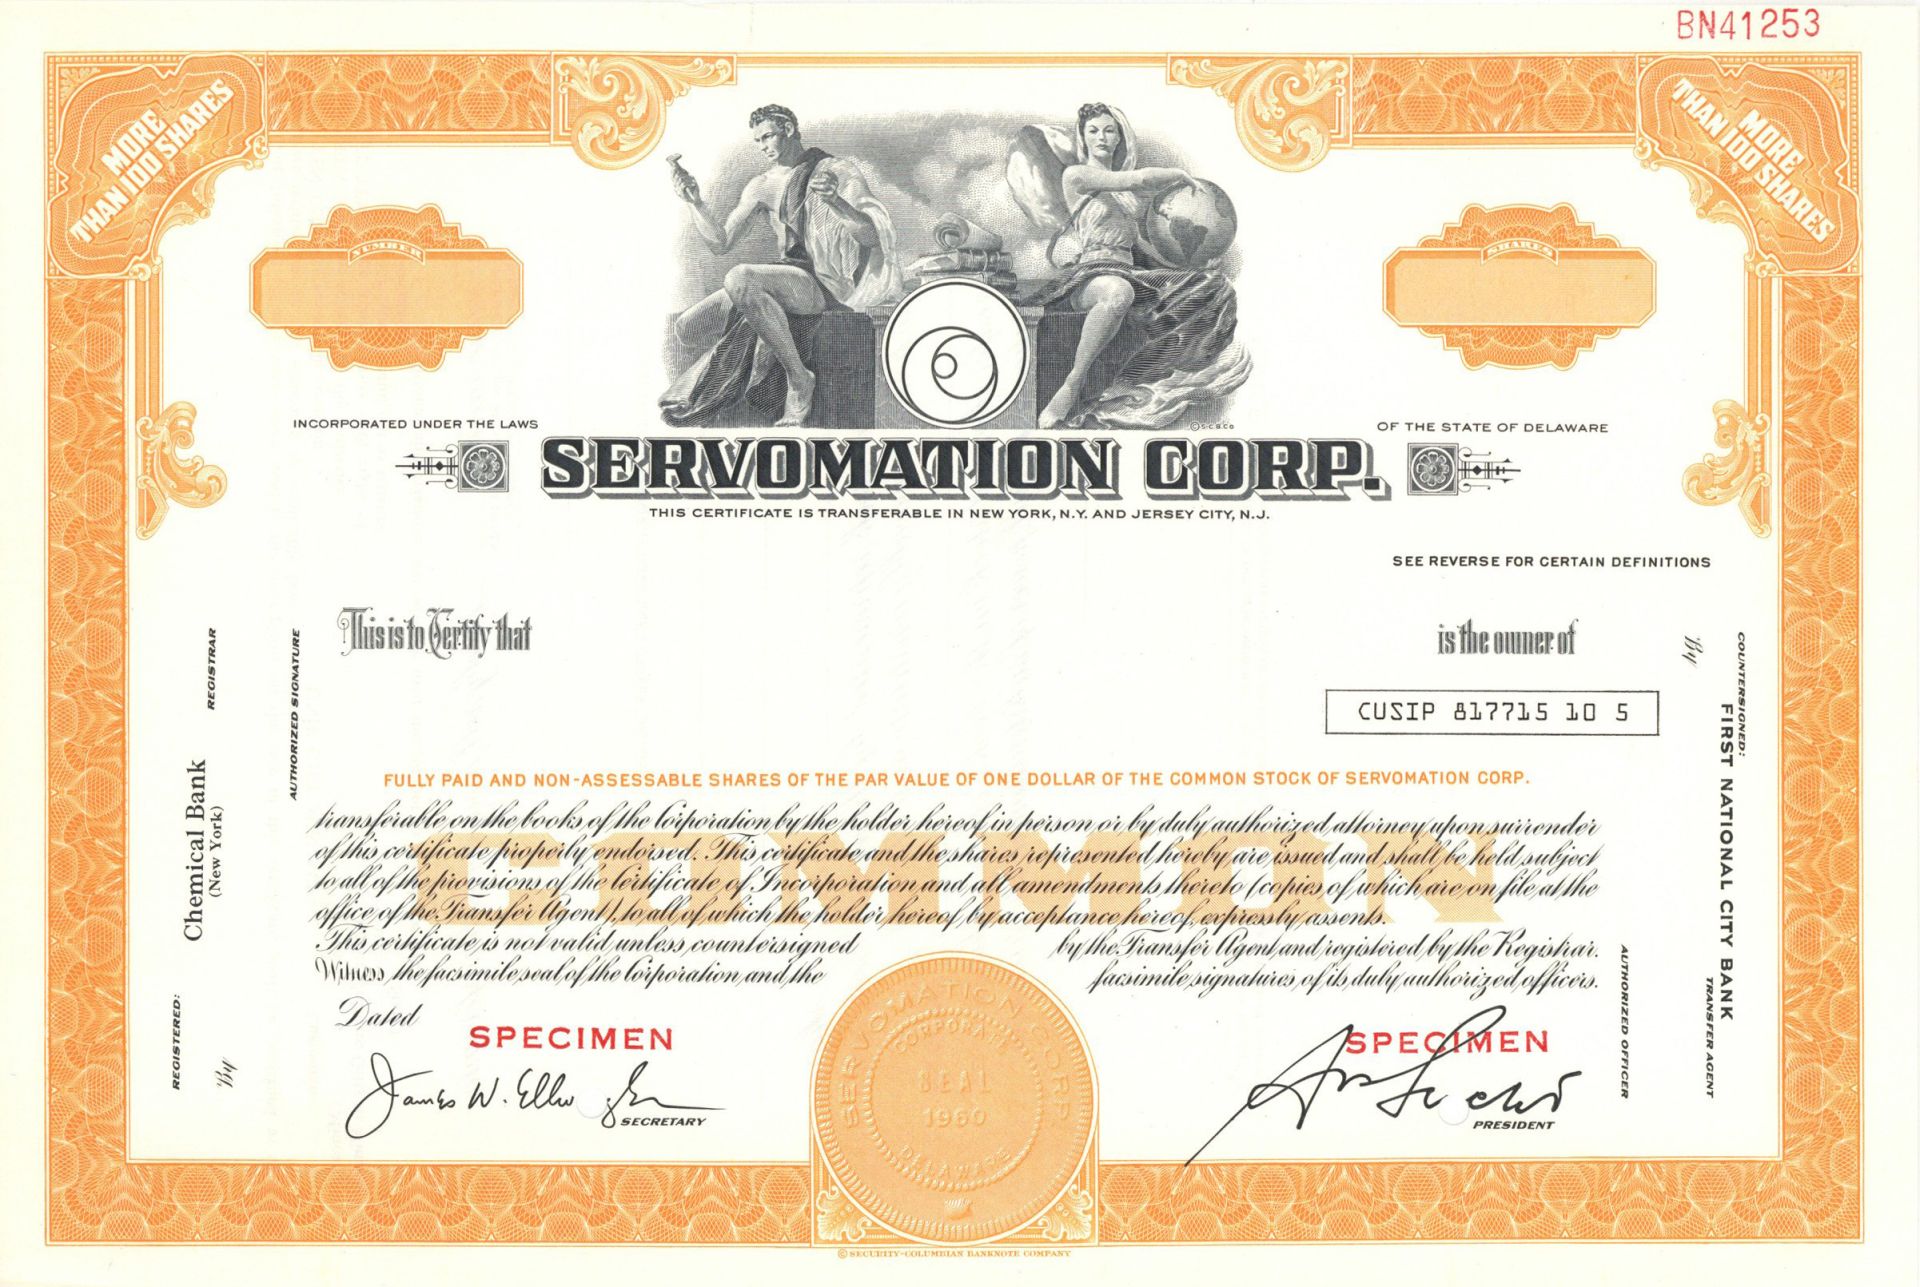 BN41253
MORE
THAN 100 SHARES
MORE
THAN 100 SHARES
NUMBER
SHARES
©S-C.B.CO
INCORPORATED UNDER THE LAWS
OF THE STATE OF DELAWARE
SERVOMATION CORP.
THIS CERTIFICATE IS TRANSFERABLE IN NEW YORK, N.Y. AND JERSEY CITY, N.J.
SEE REVERSE FOR CERTAIN DEFINITIONS
This is to Certify that
is the owner of
CUSIP 817715 10 5
FULLY PAID AND NON-ASSESSABLE SHARES OF THE PAR VALUE OF ONE DOLLAR OF THE COMMON STOCK OF SERVOMATION CORP.
COMMON
transferable on the books of the Corporation by the holder hereof in person or by duly authorized attorney upon surrender
of this certificate properly endorsed. This certificate and the shares represented hereby are issued and shall be held subject
to all of the provisions of the Certificate of Incorporation and all amendments thereto (copies of which are on file at the
office of the Transfer Agent), to all of which the holder hereof, by acceptance hereof, expressly assents.
This certificate is not valid unless countersigned by the Transfer Agent and registered by the Registrar.
Witness the facsimile seal of the Corporation and the facsimile signatures of its duly authorized officers.
Dated
SPECIMEN
SPECIMEN
James W.
SECRETARY
PRESIDENT
SERVOMATION CORP.
CORPORATE
SEAL
1960
DELAWARE
REGISTERED:
Chemical Bank
(New York)
REGISTRAR
By
AUTHORIZED SIGNATURE
COUNTERSIGNED:
FIRST NATIONAL CITY BANK
TRANSFER AGENT
By
AUTHORIZED OFFICER
© SECURITY-COLUMBIAN BANKNOTE COMPANY